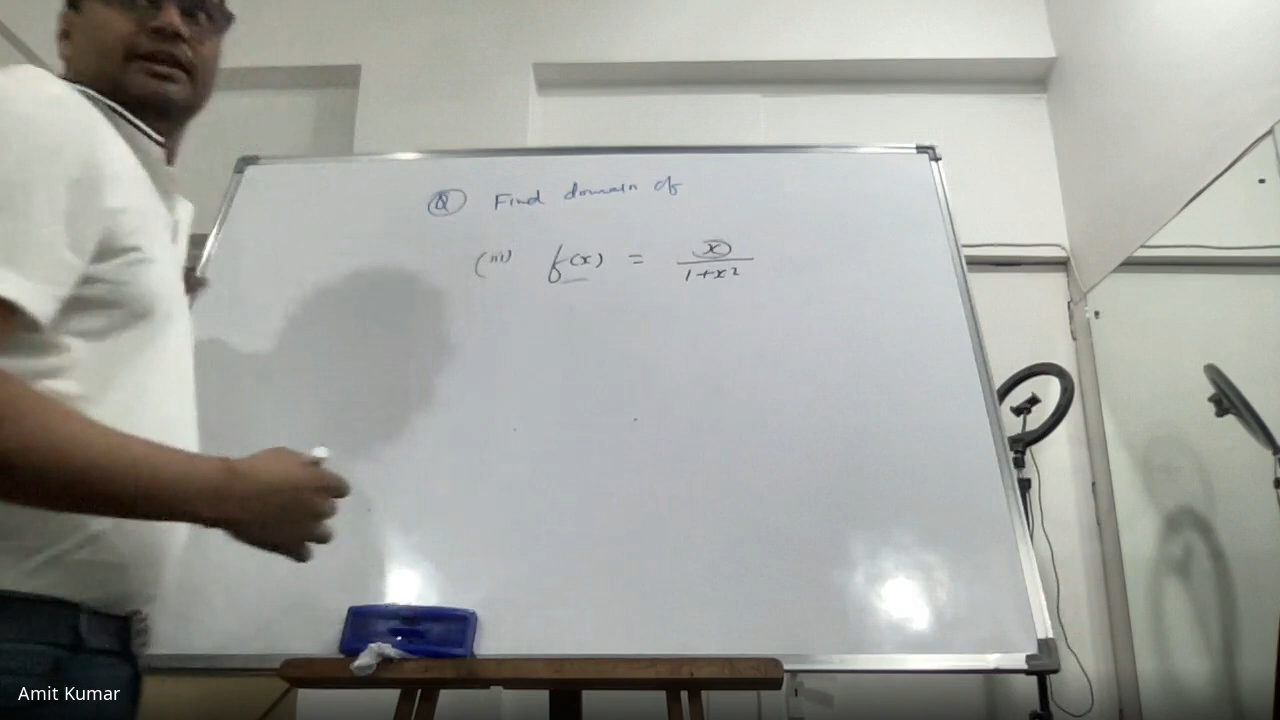 Q Find domain of
(iii) f(x) = x / 1+x²
Amit Kumar